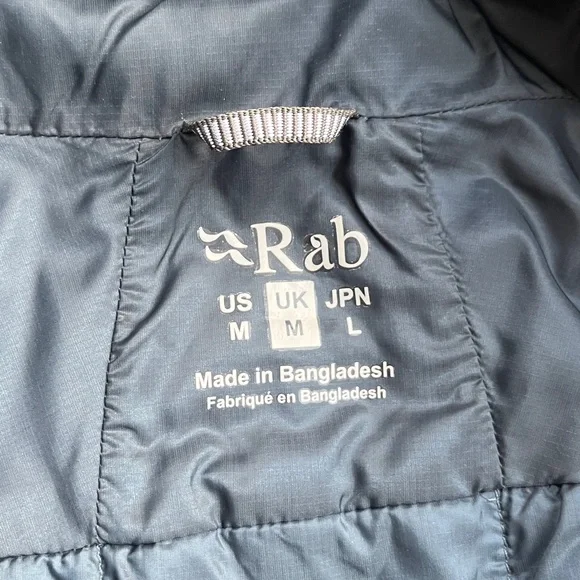 Rab
US UK JPN
M M L
Made in Bangladesh
Fabriqué en Bangladesh